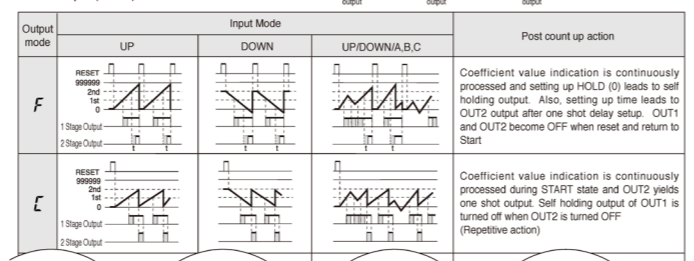 output output output
Output mode
Input Mode
Post count up action
UP DOWN UP/DOWN/A,B,C
F
RESET
999999
2nd
1st
0
1 Stage Output
2 Stage Output
t t
t t
t t
Coefficient value indication is continuously
processed and setting up HOLD (0) leads to self
holding output. Also, setting up time leads to
OUT2 output after one shot delay setup. OUT1
and OUT2 become OFF when reset and return to
Start
C
RESET
999999
2nd
1st
0
1 Stage Output
2 Stage Output
Coefficient value indication is continuously
processed during START state and OUT2 yields
one shot output. Self holding output of OUT1 is
turned off when OUT2 is turned OFF
(Repetitive action)